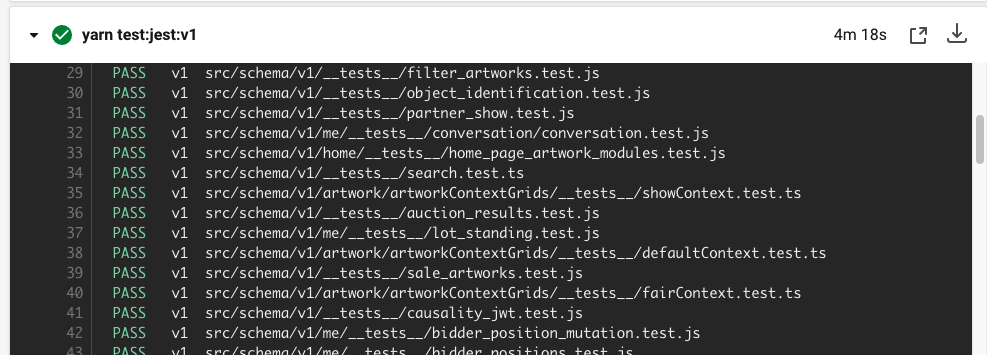 yarn test:jest:v1 4m 18s
29 PASS v1 src/schema/v1/__tests__/filter_artworks.test.js
30 PASS v1 src/schema/v1/__tests__/object_identification.test.js
31 PASS v1 src/schema/v1/__tests__/partner_show.test.js
32 PASS v1 src/schema/v1/me/__tests__/conversation/conversation.test.js
33 PASS v1 src/schema/v1/home/__tests__/home_page_artwork_modules.test.js
34 PASS v1 src/schema/v1/__tests__/search.test.ts
35 PASS v1 src/schema/v1/artwork/artworkContextGrids/__tests__/showContext.test.ts
36 PASS v1 src/schema/v1/__tests__/auction_results.test.js
37 PASS v1 src/schema/v1/me/__tests__/lot_standing.test.js
38 PASS v1 src/schema/v1/artwork/artworkContextGrids/__tests__/defaultContext.test.ts
39 PASS v1 src/schema/v1/__tests__/sale_artworks.test.js
40 PASS v1 src/schema/v1/artwork/artworkContextGrids/__tests__/fairContext.test.ts
41 PASS v1 src/schema/v1/__tests__/causality_jwt.test.js
42 PASS v1 src/schema/v1/me/__tests__/bidder_position_mutation.test.js
43 PASS v1 src/schema/v1/me/__tests__/bidder_positions.test.js